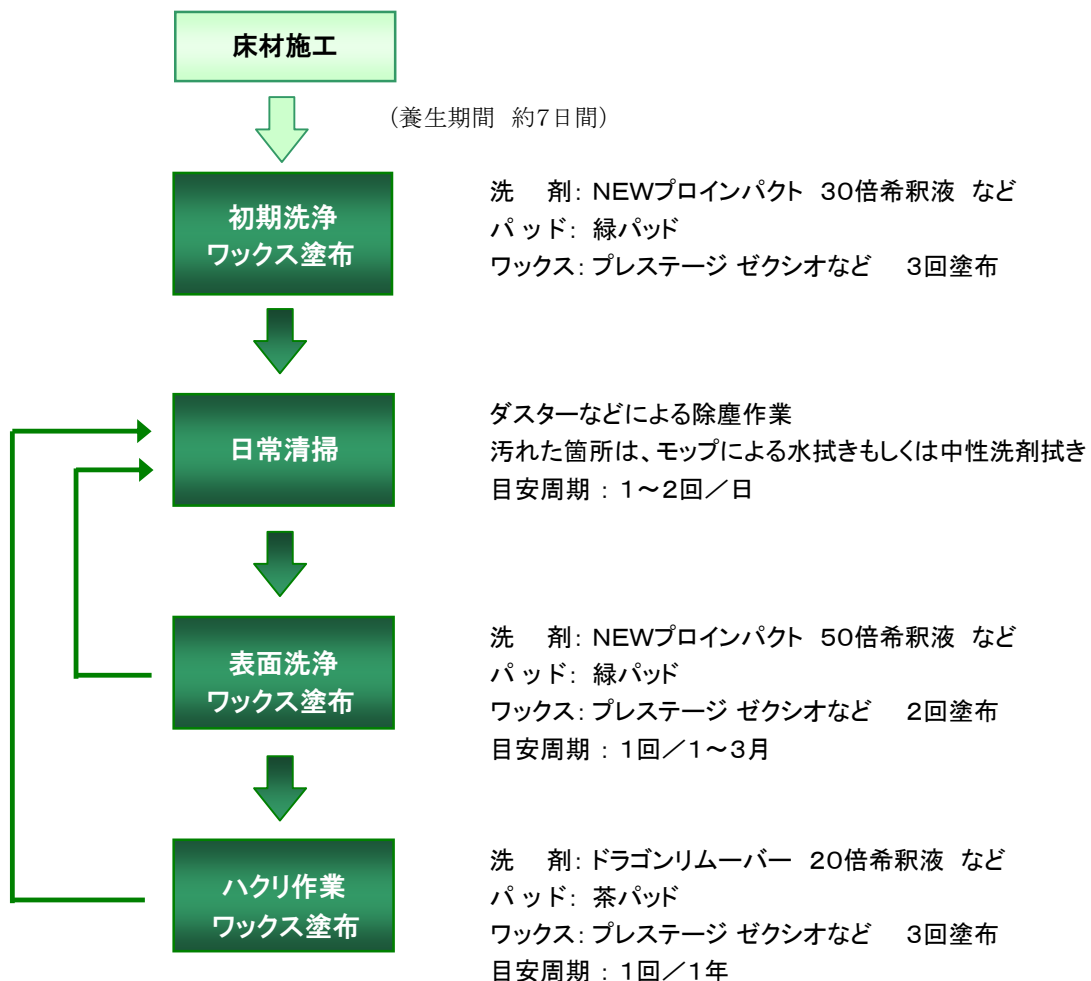 床材施工
(養生期間 約7日間)
初期洗浄
ワックス塗布
洗 剤: NEWプロインパクト 30倍希釈液 など
パッド: 緑パッド
ワックス: プレステージ ゼクシオなど 3回塗布
日常清掃
ダスターなどによる除塵作業
汚れた箇所は、モップによる水拭きもしくは中性洗剤拭き
目安周期 : 1~2回/日
表面洗浄
ワックス塗布
洗 剤: NEWプロインパクト 50倍希釈液 など
パッド: 緑パッド
ワックス: プレステージ ゼクシオなど 2回塗布
目安周期 : 1回/1~3月
ハクリ作業
ワックス塗布
洗 剤: ドラゴンリムーバー 20倍希釈液 など
パッド: 茶パッド
ワックス: プレステージ ゼクシオなど 3回塗布
目安周期 : 1回/1年